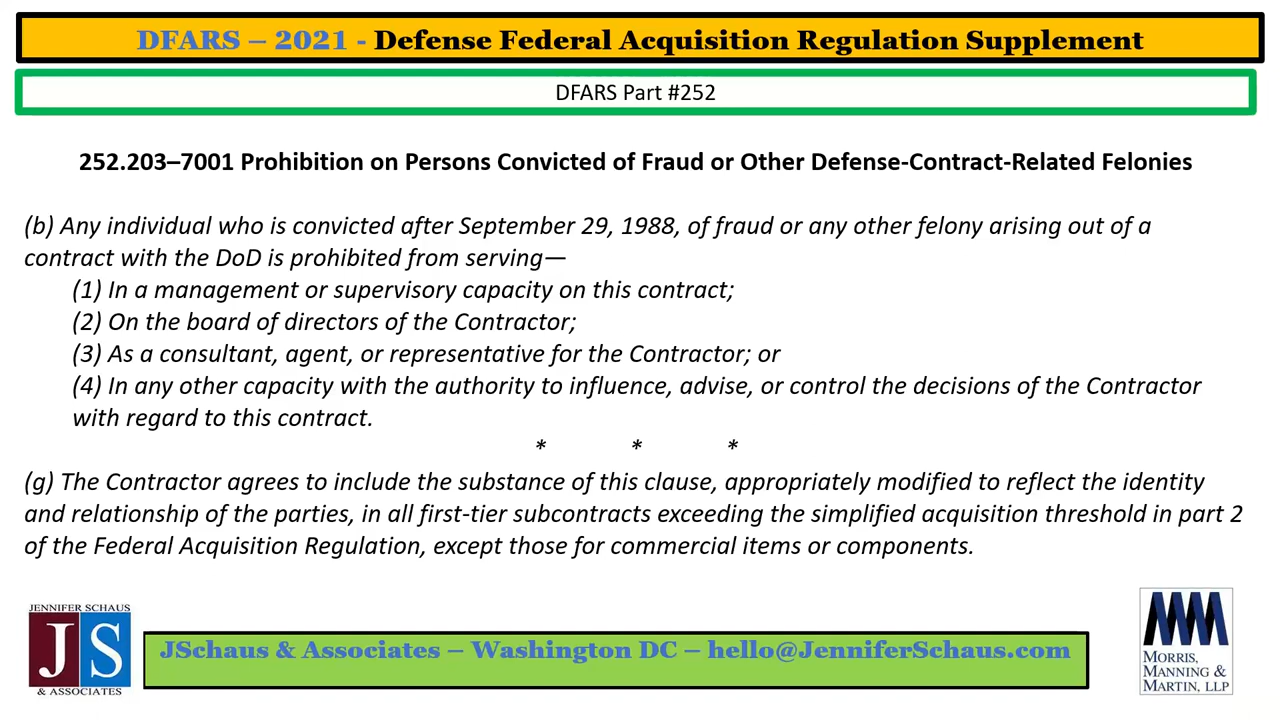 DFARS – 2021 - Defense Federal Acquisition Regulation Supplement
DFARS Part #252
252.203–7001 Prohibition on Persons Convicted of Fraud or Other Defense-Contract-Related Felonies
(b) Any individual who is convicted after September 29, 1988, of fraud or any other felony arising out of a
contract with the DoD is prohibited from serving—
(1) In a management or supervisory capacity on this contract;
(2) On the board of directors of the Contractor;
(3) As a consultant, agent, or representative for the Contractor; or
(4) In any other capacity with the authority to influence, advise, or control the decisions of the Contractor
with regard to this contract.
* * *
(g) The Contractor agrees to include the substance of this clause, appropriately modified to reflect the identity
and relationship of the parties, in all first-tier subcontracts exceeding the simplified acquisition threshold in part 2
of the Federal Acquisition Regulation, except those for commercial items or components.
JENNIFER SCHAUS
JS
& ASSOCIATES
JSchaus & Associates – Washington DC – hello@JenniferSchaus.com
MMM
MORRIS,
MANNING &
MARTIN, LLP